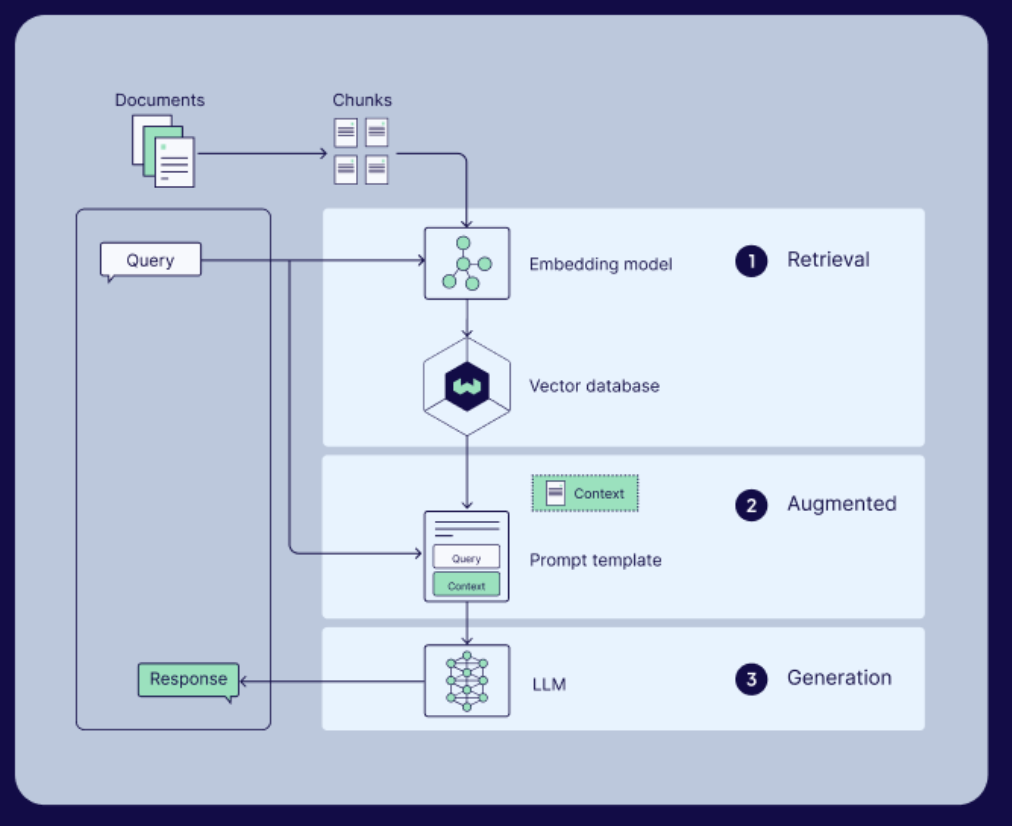 Documents
Chunks
Query
Embedding model
1
Retrieval
Vector database
Context
2
Augmented
Query
Context
Prompt template
Response
LLM
3
Generation